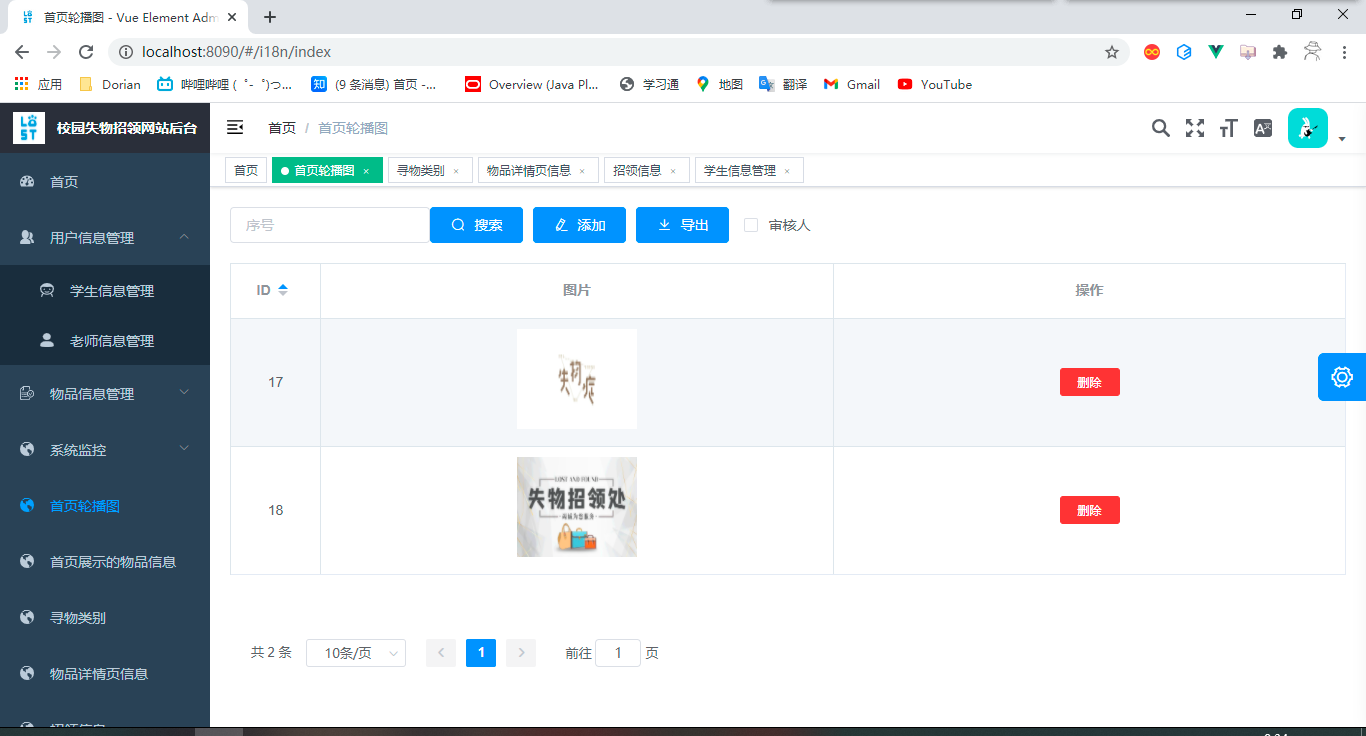 首页轮播图 - Vue Element Adm
localhost:8090/#/i18n/index
应用 Dorian 哔哩哔哩 ( ゜- ゜)つ... 知 (9 条消息) 首页 -... Overview (Java Pl... 学习通 地图 翻译 Gmail YouTube
LOST 校园失物招领网站后台
首页 / 首页轮播图
首页 首页轮播图 × 寻物类别 × 物品详情页信息 × 招领信息 × 学生信息管理 ×
首页
用户信息管理
学生信息管理
老师信息管理
物品信息管理
系统监控
首页轮播图
首页展示的物品信息
寻物类别
物品详情页信息
招领信息
序号 搜索 添加 导出 审核人
ID 图片 操作
17 失物症 删除
LOST AND FOUND
18 失物招领处 删除
共 2 条 10条/页 1 前往 1 页